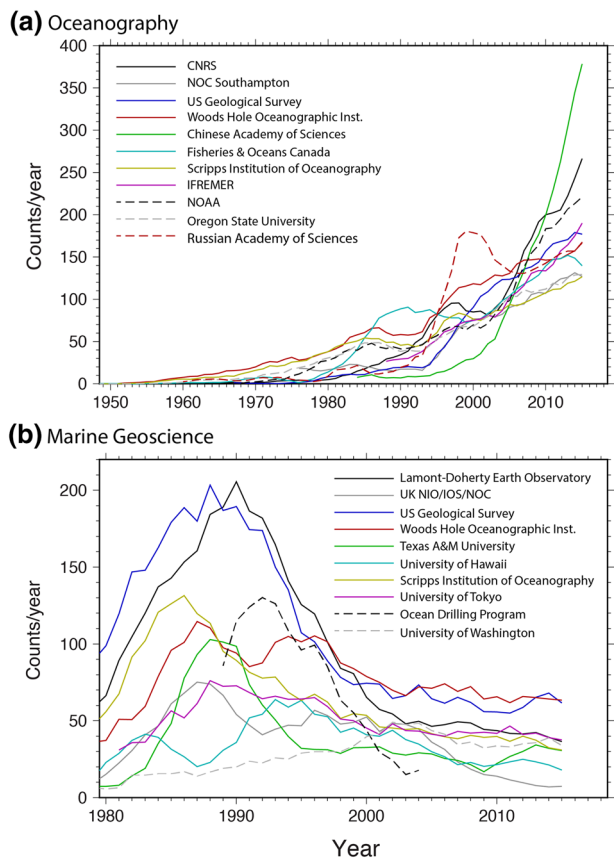 (a) Oceanography
400
350
300
250
200
150
100
50
0
Counts/year
CNRS
NOC Southampton
US Geological Survey
Woods Hole Oceanographic Inst.
Chinese Academy of Sciences
Fisheries & Oceans Canada
Scripps Institution of Oceanography
IFREMER
NOAA
Oregon State University
Russian Academy of Sciences
1950 1960 1970 1980 1990 2000 2010
(b) Marine Geoscience
200
150
100
50
0
Counts/year
Lamont-Doherty Earth Observatory
UK NIO/IOS/NOC
US Geological Survey
Woods Hole Oceanographic Inst.
Texas A&M University
University of Hawaii
Scripps Institution of Oceanography
University of Tokyo
Ocean Drilling Program
University of Washington
1980 1990 2000 2010
Year